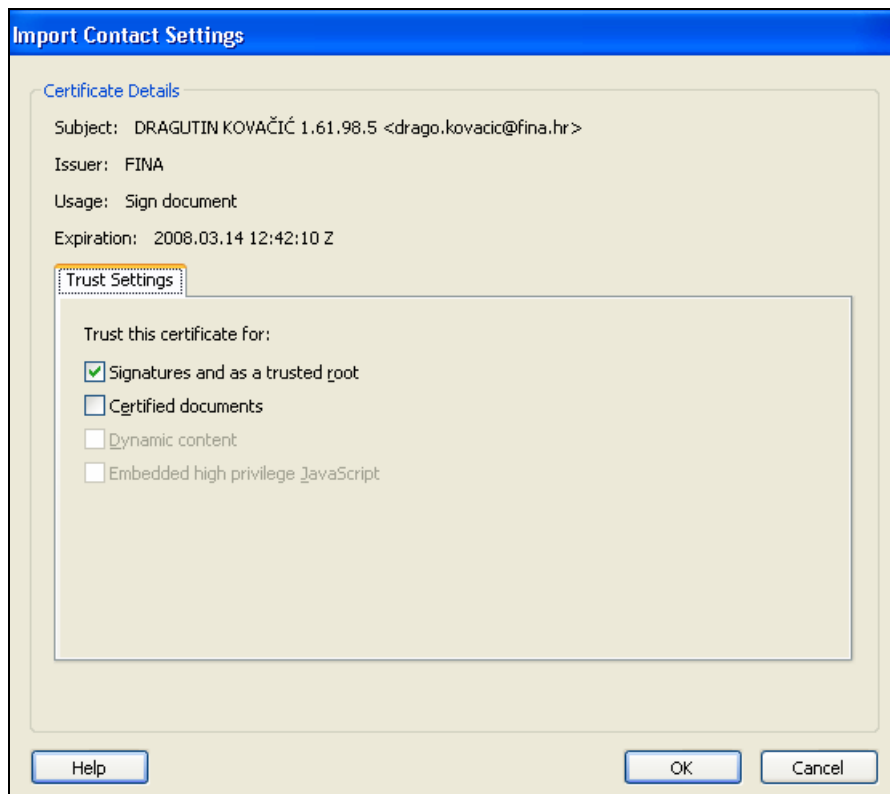 Import Contact Settings
Certificate Details
Subject: DRAGUTIN KOVAČIĆ 1.61.98.5 <drago.kovacic@fina.hr>
Issuer: FINA
Usage: Sign document
Expiration: 2008.03.14 12:42:10 Z
Trust Settings
Trust this certificate for:
Signatures and as a trusted root
Certified documents
Dynamic content
Embedded high privilege JavaScript
Help OK Cancel